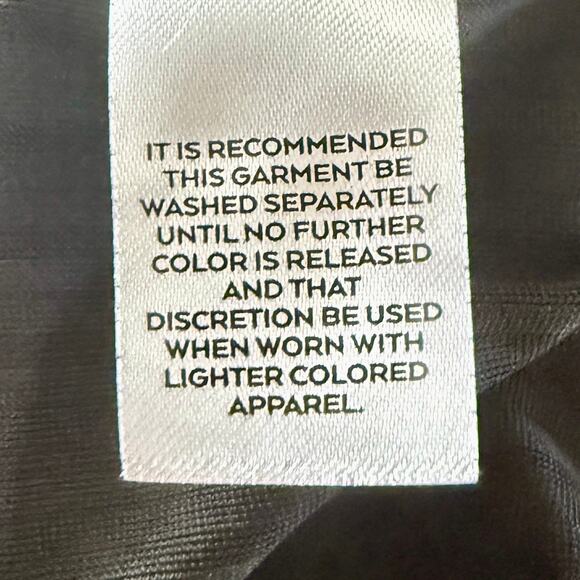 IT IS RECOMMENDED
THIS GARMENT BE
WASHED SEPARATELY
UNTIL NO FURTHER
COLOR IS RELEASED
AND THAT
DISCRETION BE USED
WHEN WORN WITH
LIGHTER COLORED
APPAREL.